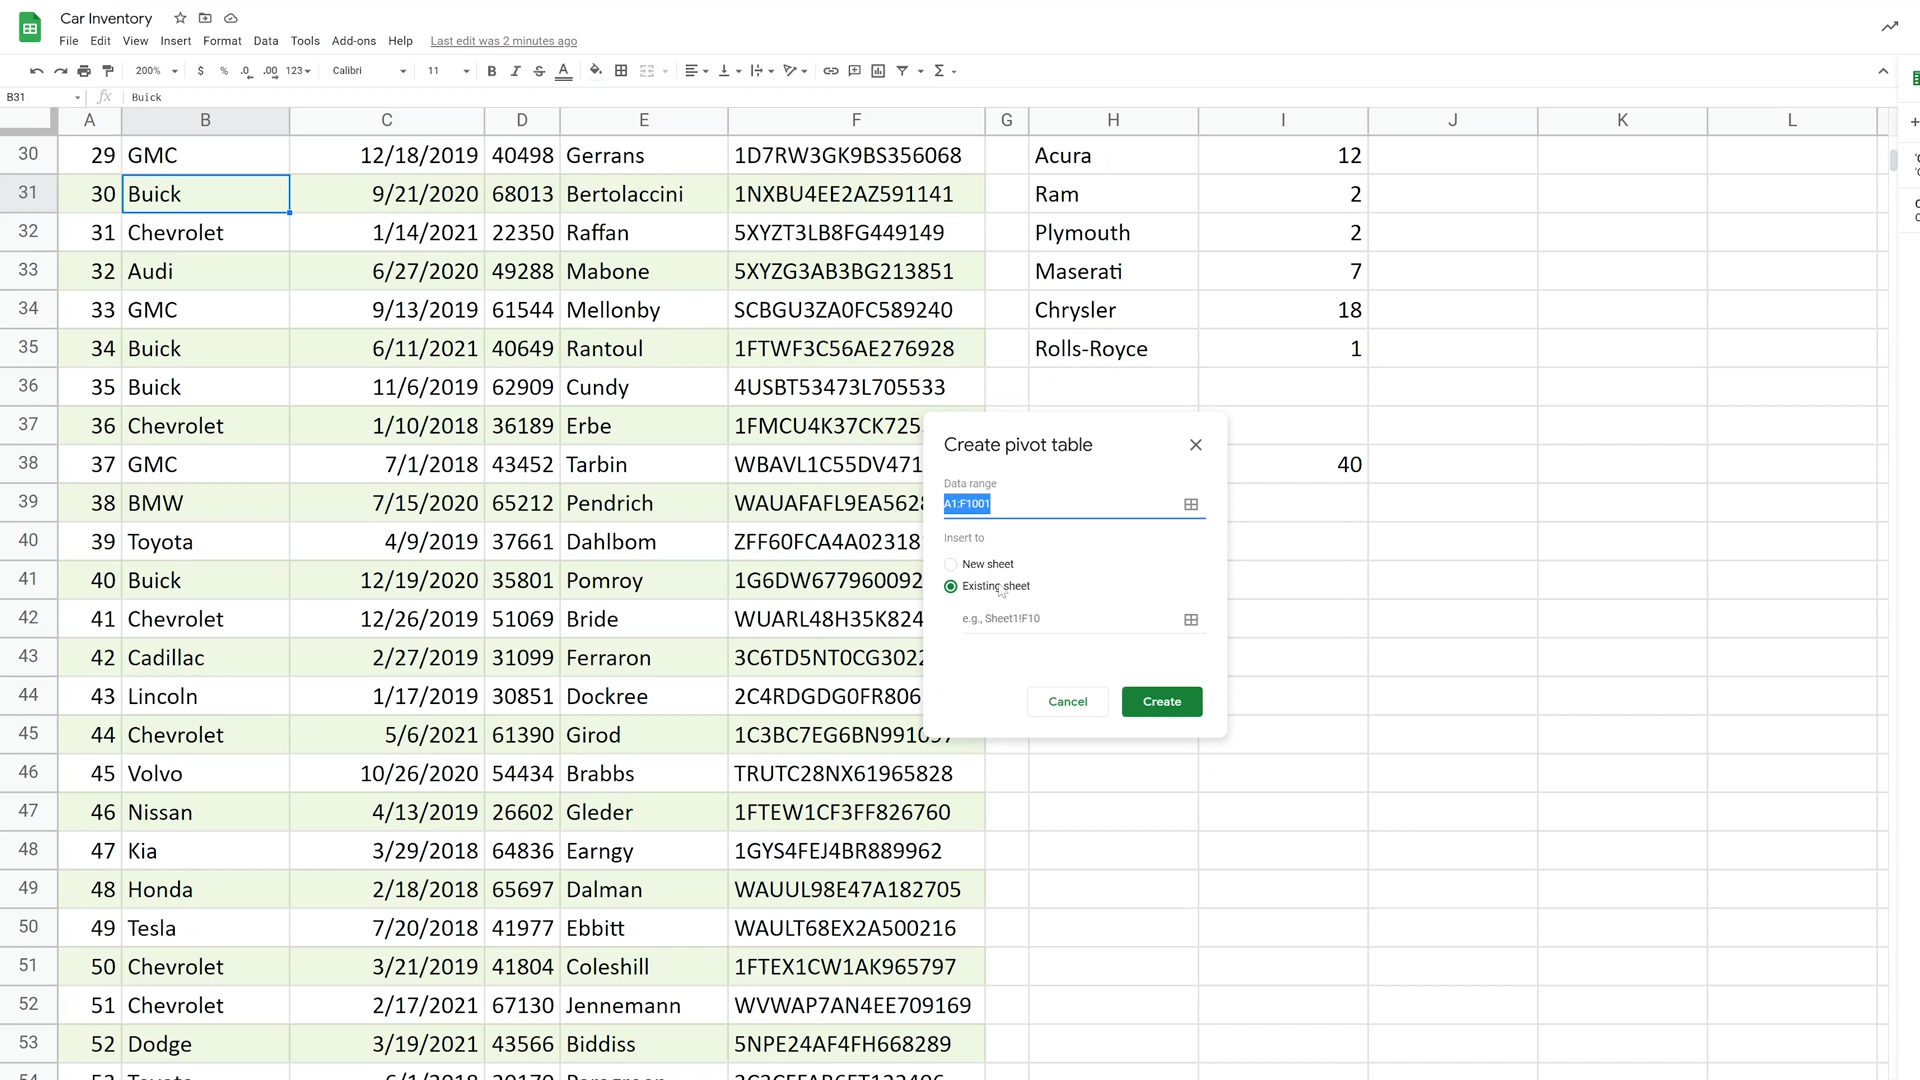 Car Inventory
File Edit View Insert Format Data Tools Add-ons Help Last edit was 2 minutes ago
200% $ % .0 .00 123 Calibri 11 B I S A Σ
B31 fx Buick
A B C D E F G H I J K L
30 29 GMC 12/18/2019 40498 Gerrans 1D7RW3GK9BS356068 Acura 12
31 30 Buick 9/21/2020 68013 Bertolaccini 1NXBU4EE2AZ591141 Ram 2
32 31 Chevrolet 1/14/2021 22350 Raffan 5XYZT3LB8FG449149 Plymouth 2
33 32 Audi 6/27/2020 49288 Mabone 5XYZG3AB3BG213851 Maserati 7
34 33 GMC 9/13/2019 61544 Mellonby SCBGU3ZA0FC589240 Chrysler 18
35 34 Buick 6/11/2021 40649 Rantoul 1FTWF3C56AE276928 Rolls-Royce 1
36 35 Buick 11/6/2019 62909 Cundy 4USBT53473L705533
37 36 Chevrolet 1/10/2018 36189 Erbe 1FMCU4K37CK725
38 37 GMC 7/1/2018 43452 Tarbin WBAVL1C55DV471 40
39 38 BMW 7/15/2020 65212 Pendrich WAUAFAFL9EA562
40 39 Toyota 4/9/2019 37661 Dahlbom ZFF60FCA4A02318
41 40 Buick 12/19/2020 35801 Pomroy 1G6DW677960092
42 41 Chevrolet 12/26/2019 51069 Bride WUARL48H35K824
43 42 Cadillac 2/27/2019 31099 Ferraron 3C6TD5NT0CG302
44 43 Lincoln 1/17/2019 30851 Dockree 2C4RDGDG0FR806
45 44 Chevrolet 5/6/2021 61390 Girod 1C3BC7EG6BN991097
46 45 Volvo 10/26/2020 54434 Brabbs TRUTC28NX61965828
47 46 Nissan 4/13/2019 26602 Gleder 1FTEW1CF3FF826760
48 47 Kia 3/29/2018 64836 Earngy 1GYS4FEJ4BR889962
49 48 Honda 2/18/2018 65697 Dalman WAUUL98E47A182705
50 49 Tesla 7/20/2018 41977 Ebbitt WAULT68EX2A500216
51 50 Chevrolet 3/21/2019 41804 Coleshill 1FTEX1CW1AK965797
52 51 Chevrolet 2/17/2021 67130 Jennemann WVWAP7AN4EE709169
53 52 Dodge 3/19/2021 43566 Biddiss 5NPE24AF4FH668289
Create pivot table
Data range
A1:F1001
Insert to
New sheet
Existing sheet
e.g., Sheet1!F10
Cancel Create